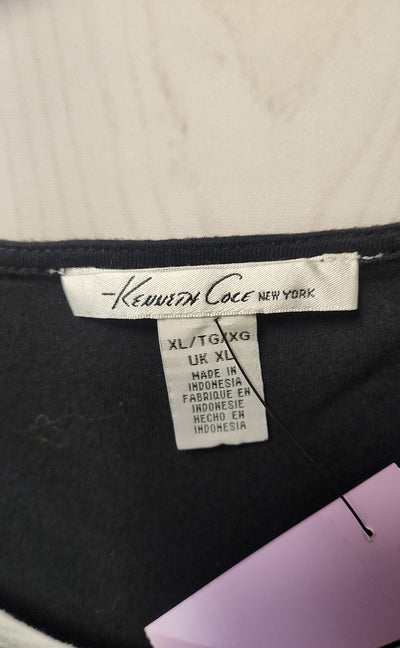 Kenneth Cole NEW YORK
XL/TG/XG
UK XL
MADE IN
INDONESIA
FABRIQUE EN
INDONESIE
HECHO EN
INDONESIA